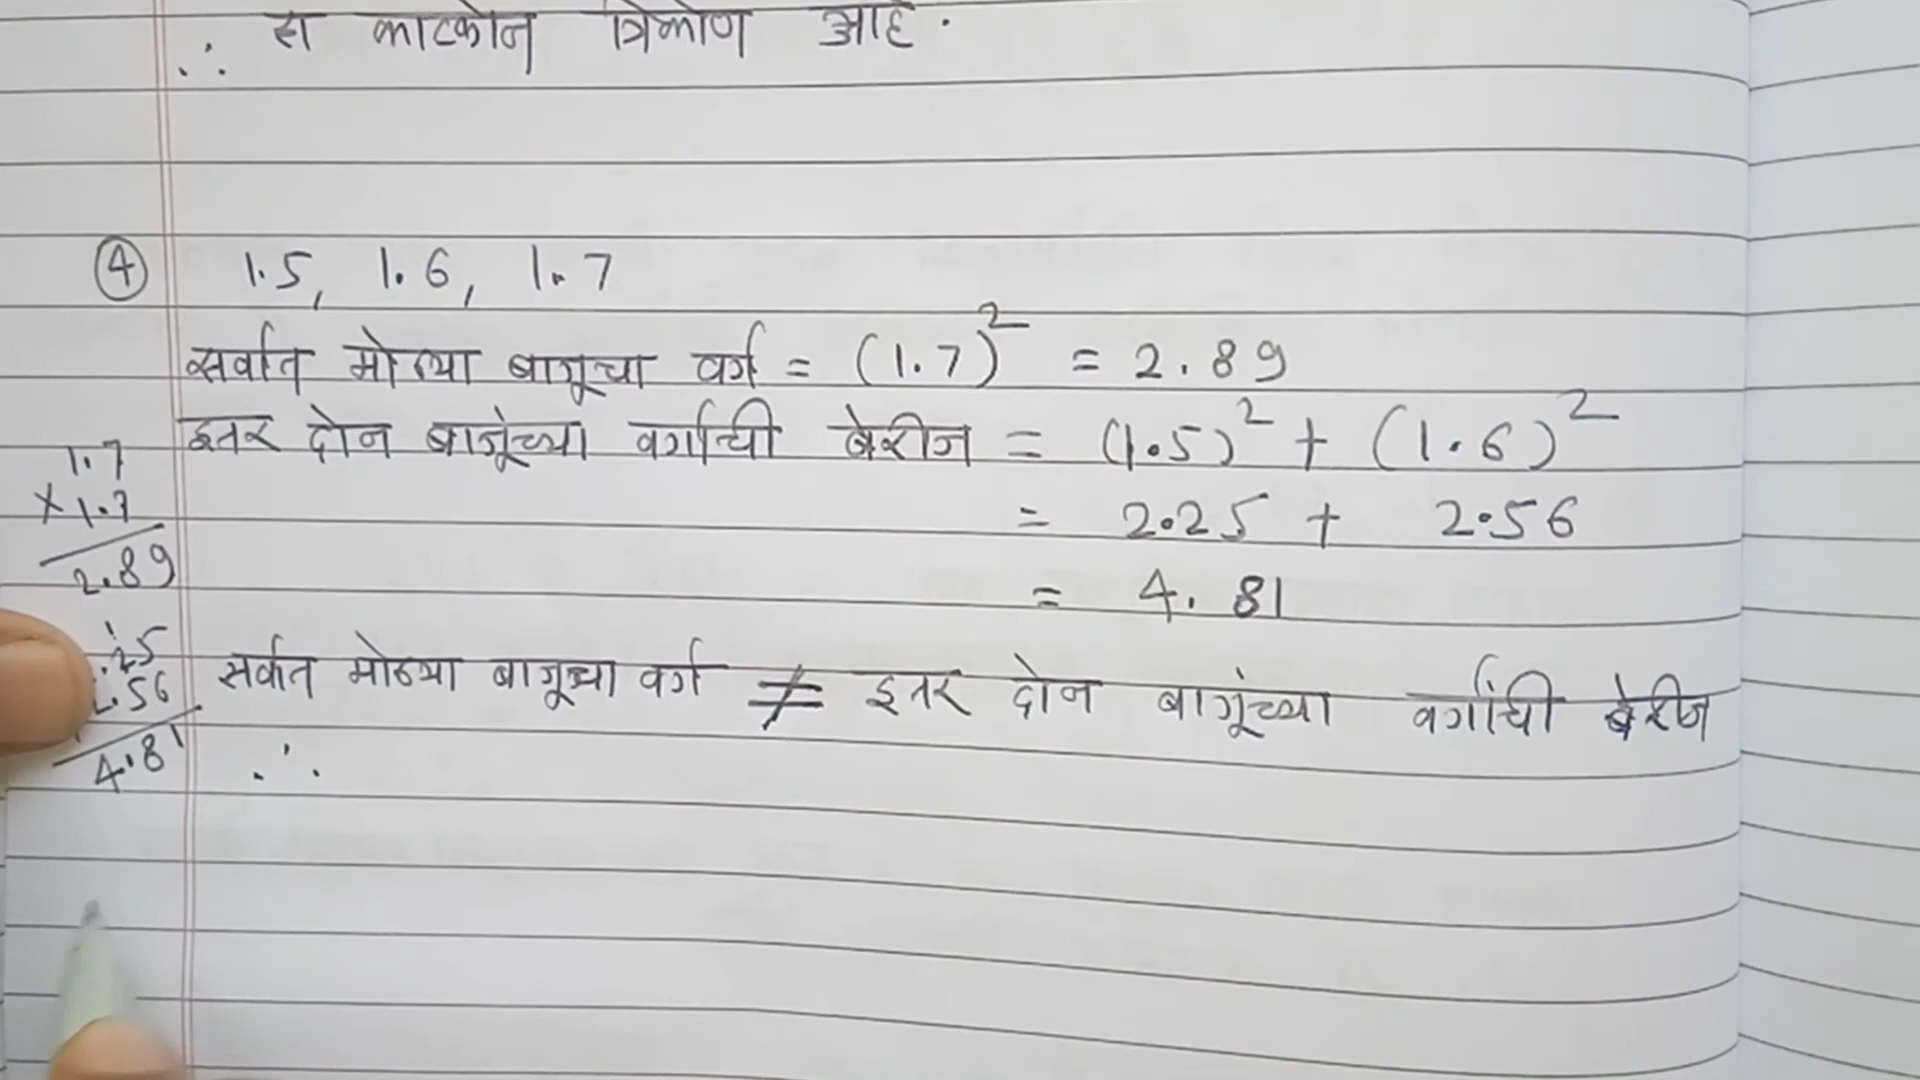 ∴ हा काटकोन त्रिकोण आहे.
④ 1.5, 1.6, 1.7
सर्वात मोठ्या बाजूचा वर्ग = (1.7)² = 2.89
इतर दोन बाजूंच्या वर्गाची बेरीज = (1.5)² + (1.6)²
= 2.25 + 2.56
= 4.81
सर्वात मोठ्या बाजूचा वर्ग ≠ इतर दोन बाजूंच्या वर्गांची बेरीज
∴
1.7
× 1.7
2.89
.25
.56
4.81